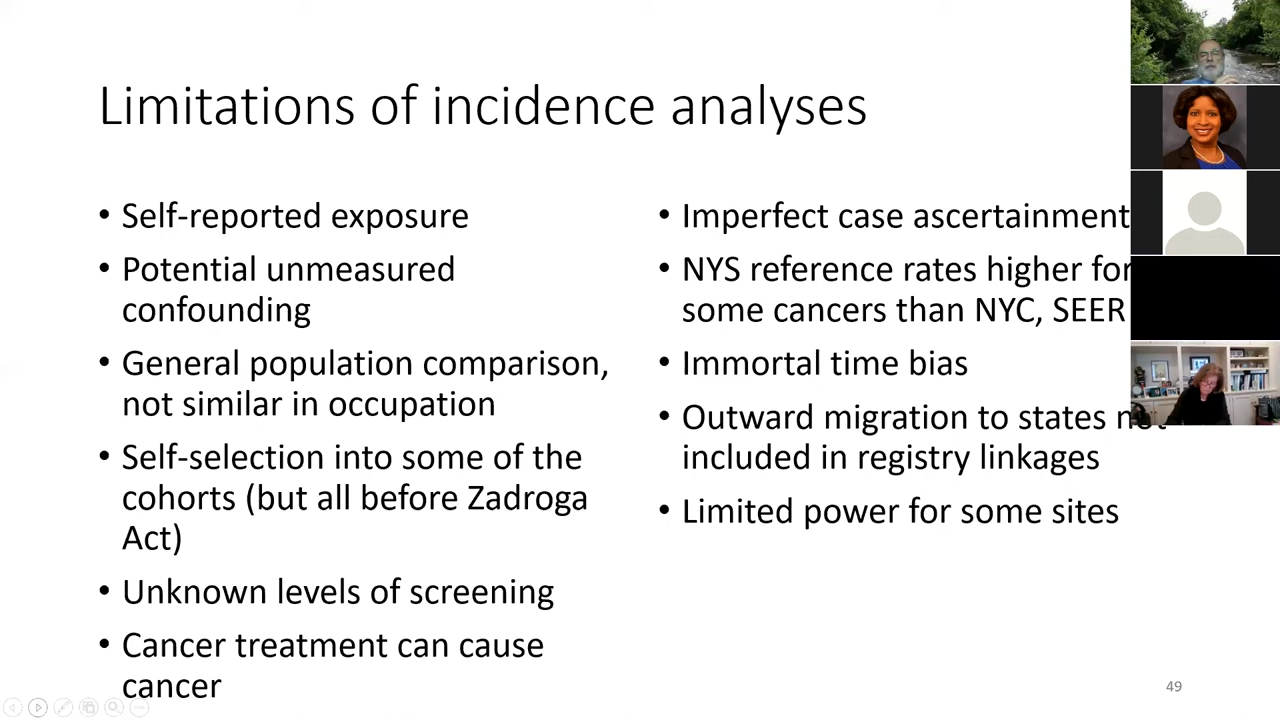 Limitations of incidence analyses
• Self-reported exposure
• Potential unmeasured
confounding
• General population comparison,
not similar in occupation
• Self-selection into some of the
cohorts (but all before Zadroga
Act)
• Unknown levels of screening
• Cancer treatment can cause
cancer
• Imperfect case ascertainment
• NYS reference rates higher for
some cancers than NYC, SEER
• Immortal time bias
• Outward migration to states not
included in registry linkages
• Limited power for some sites
49